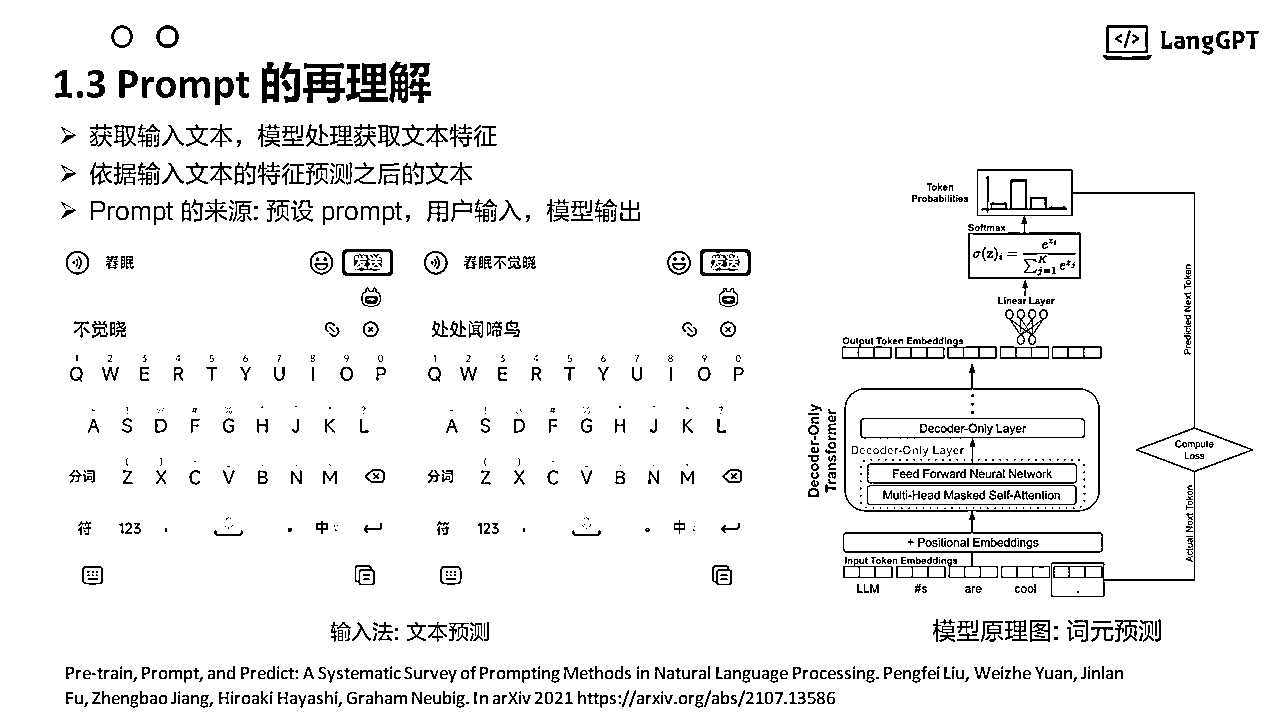 LangGPT
1.3 Prompt 的再理解
获取输入文本，模型处理获取文本特征
依据输入文本的特征预测之后的文本
Prompt 的来源: 预设 prompt，用户输入，模型输出
春眠
发送
不觉晓
1 2 3 4 5 6 7 8 9 0
Q W E R T Y U I O P
A S D F G H J K L
分词 Z X C V B N M
符 123 中
春眠不觉晓
发送
处处闻啼鸟
1 2 3 4 5 6 7 8 9 0
Q W E R T Y U I O P
A S D F G H J K L
分词 Z X C V B N M
符 123 中
输入法: 文本预测
Token
Probabilities
Softmax
σ(z)i = e^zi / ∑K j=1 e^zj
Linear Layer
Output Token Embeddings
Decoder-Only
Transformer
Decoder-Only Layer
Decoder-Only Layer
Feed Forward Neural Network
Multi-Head Masked Self-Attention
+ Positional Embeddings
Input Token Embeddings
LLM #s are cool .
Predicted Next Token
Compute
Loss
Actual Next Token
模型原理图: 词元预测
Pre-train, Prompt, and Predict: A Systematic Survey of Prompting Methods in Natural Language Processing. Pengfei Liu, Weizhe Yuan, Jinlan
Fu, Zhengbao Jiang, Hiroaki Hayashi, Graham Neubig. In arXiv 2021 https://arxiv.org/abs/2107.13586